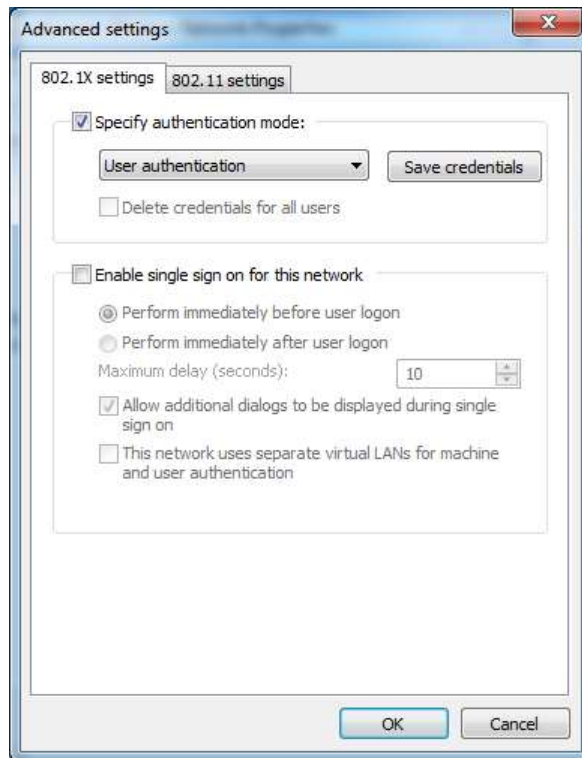 Advanced settings
802.1X settings
802.11 settings
Specify authentication mode:
User authentication
Save credentials
Delete credentials for all users
Enable single sign on for this network
Perform immediately before user logon
Perform immediately after user logon
Maximum delay (seconds):
10
Allow additional dialogs to be displayed during single
sign on
This network uses separate virtual LANs for machine
and user authentication
OK
Cancel